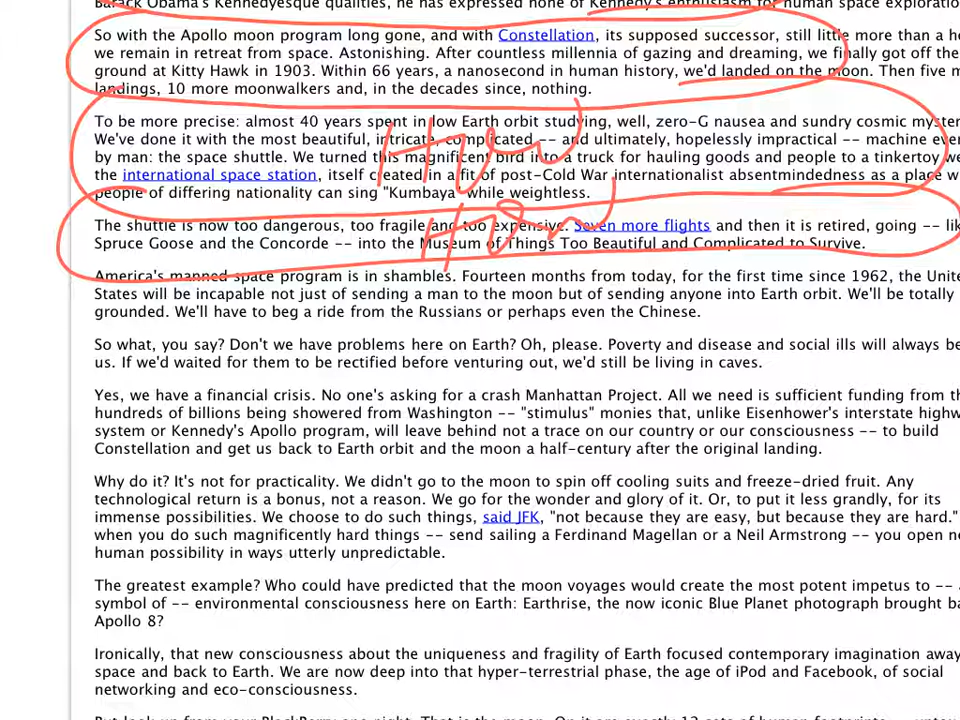 Barack Obama's Kennedyesque qualities, he has expressed none of Kennedy's enthusiasm for human space exploratio
So with the Apollo moon program long gone, and with Constellation, its supposed successor, still little more than a h
we remain in retreat from space. Astonishing. After countless millennia of gazing and dreaming, we finally got off the
ground at Kitty Hawk in 1903. Within 66 years, a nanosecond in human history, we'd landed on the moon. Then five m
landings, 10 more moonwalkers and, in the decades since, nothing.
To be more precise: almost 40 years spent in low Earth orbit studying, well, zero-G nausea and sundry cosmic myster
We've done it with the most beautiful, intricate, complicated -- and ultimately, hopelessly impractical -- machine eve
by man: the space shuttle. We turned this magnificent bird into a truck for hauling goods and people to a tinkertoy we
the international space station, itself created in a fit of post-Cold War internationalist absentmindedness as a place w
people of differing nationality can sing "Kumbaya" while weightless.
How
The shuttle is now too dangerous, too fragile and too expensive. Seven more flights and then it is retired, going -- lik
Spruce Goose and the Concorde -- into the Museum of Things Too Beautiful and Complicated to Survive.
America's manned space program is in shambles. Fourteen months from today, for the first time since 1962, the Unite
States will be incapable not just of sending a man to the moon but of sending anyone into Earth orbit. We'll be totally
grounded. We'll have to beg a ride from the Russians or perhaps even the Chinese.
So what, you say? Don't we have problems here on Earth? Oh, please. Poverty and disease and social ills will always be
us. If we'd waited for them to be rectified before venturing out, we'd still be living in caves.
Yes, we have a financial crisis. No one's asking for a crash Manhattan Project. All we need is sufficient funding from th
hundreds of billions being showered from Washington -- "stimulus" monies that, unlike Eisenhower's interstate highw
system or Kennedy's Apollo program, will leave behind not a trace on our country or our consciousness -- to build
Constellation and get us back to Earth orbit and the moon a half-century after the original landing.
Why do it? It's not for practicality. We didn't go to the moon to spin off cooling suits and freeze-dried fruit. Any
technological return is a bonus, not a reason. We go for the wonder and glory of it. Or, to put it less grandly, for its
immense possibilities. We choose to do such things, said JFK, "not because they are easy, but because they are hard."
when you do such magnificently hard things -- send sailing a Ferdinand Magellan or a Neil Armstrong -- you open ne
human possibility in ways utterly unpredictable.
The greatest example? Who could have predicted that the moon voyages would create the most potent impetus to --
symbol of -- environmental consciousness here on Earth: Earthrise, the now iconic Blue Planet photograph brought ba
Apollo 8?
Ironically, that new consciousness about the uniqueness and fragility of Earth focused contemporary imagination away
space and back to Earth. We are now deep into that hyper-terrestrial phase, the age of iPod and Facebook, of social
networking and eco-consciousness.